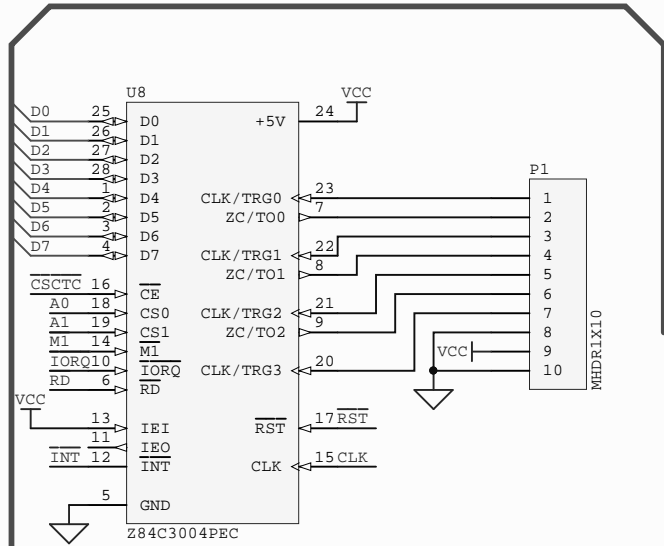 U8
VCC
D0 25 D0 +5V 24
D1 26 D1
D2 27 D2
D3 28 D3
D4 1 D4 CLK/TRG0 23
D5 2 D5 ZC/TO0 7
D6 3 D6
D7 4 D7 CLK/TRG1 22
ZC/TO1 8
CSCTC 16 CE
A0 18 CS0 CLK/TRG2 21
A1 19 CS1 ZC/TO2 9
M1 14 M1
IORQ 10 IORQ CLK/TRG3 20
RD 6 RD
VCC
13 IEI RST 17 RST
11 IEO
INT 12 INT CLK 15 CLK
5 GND
Z84C3004PEC
P1
1
2
3
4
5
6
7
8
VCC 9
10
MHDR1X10